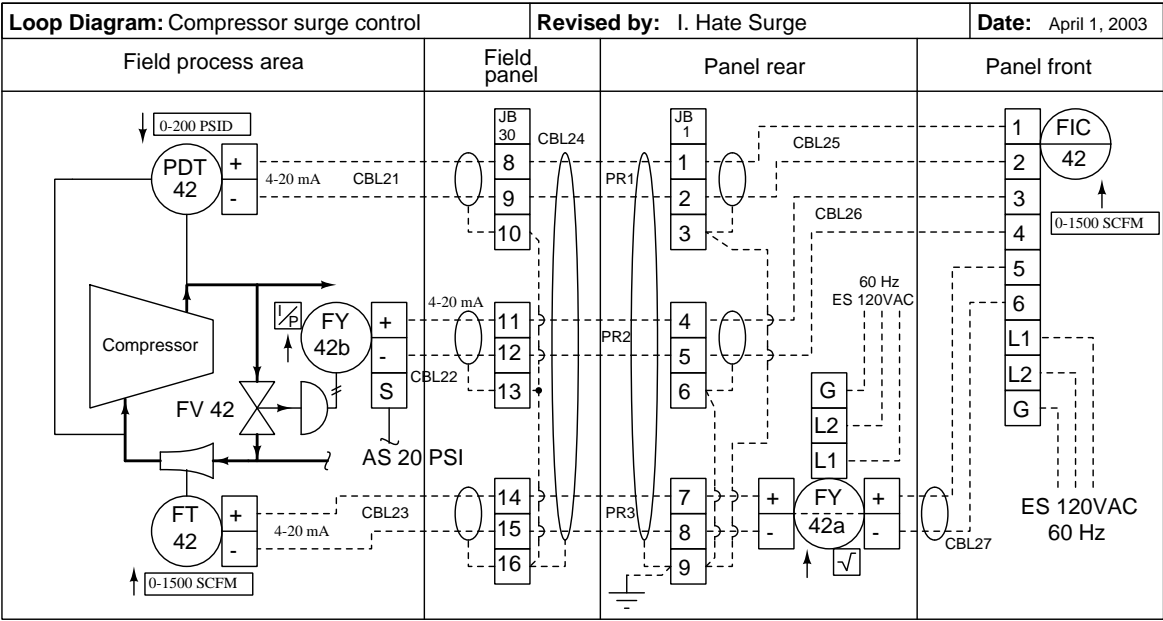 Loop Diagram: Compressor surge control
Revised by: I. Hate Surge
Date: April 1, 2003
Field process area
Field
panel
Panel rear
Panel front
0-200 PSID
PDT
42
+
-
4-20 mA
CBL21
JB
30
8
9
10
CBL24
PR1
JB
1
1
2
3
CBL25
CBL26
1
2
3
4
5
6
L1
L2
G
FIC
42
0-1500 SCFM
Compressor
I/P
FY
42b
+
-
S
4-20 mA
CBL22
11
12
13
PR2
4
5
6
60 Hz
ES 120VAC
G
L2
L1
FV 42
AS 20 PSI
FT
42
+
-
4-20 mA
CBL23
0-1500 SCFM
14
15
16
PR3
7
8
9
+
-
FY
42a
+
-
√
CBL27
ES 120VAC
60 Hz